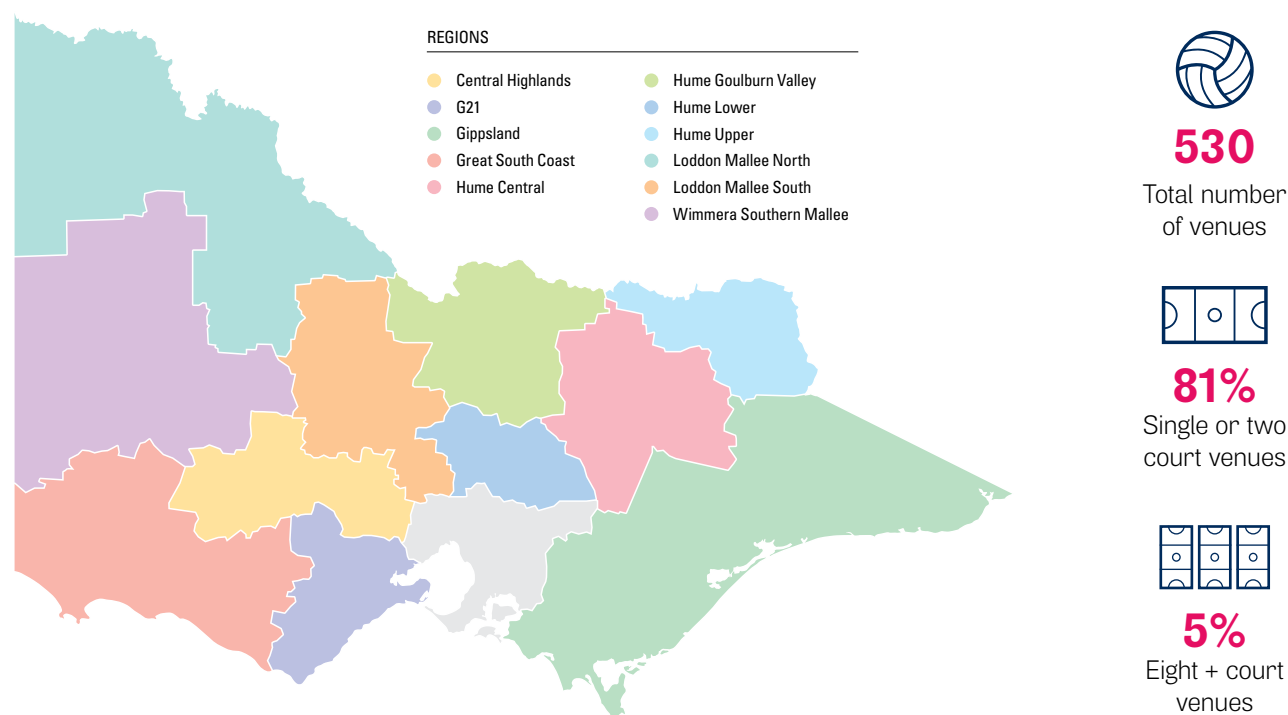 REGIONS
Central Highlands
G21
Gippsland
Great South Coast
Hume Central
Hume Goulburn Valley
Hume Lower
Hume Upper
Loddon Mallee North
Loddon Mallee South
Wimmera Southern Mallee
530
Total number
of venues
81%
Single or two
court venues
5%
Eight + court
venues